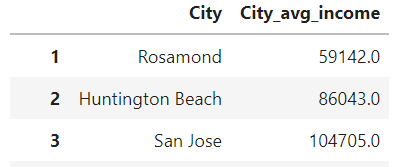 City City_avg_income
1 Rosamond 59142.0
2 Huntington Beach 86043.0
3 San Jose 104705.0